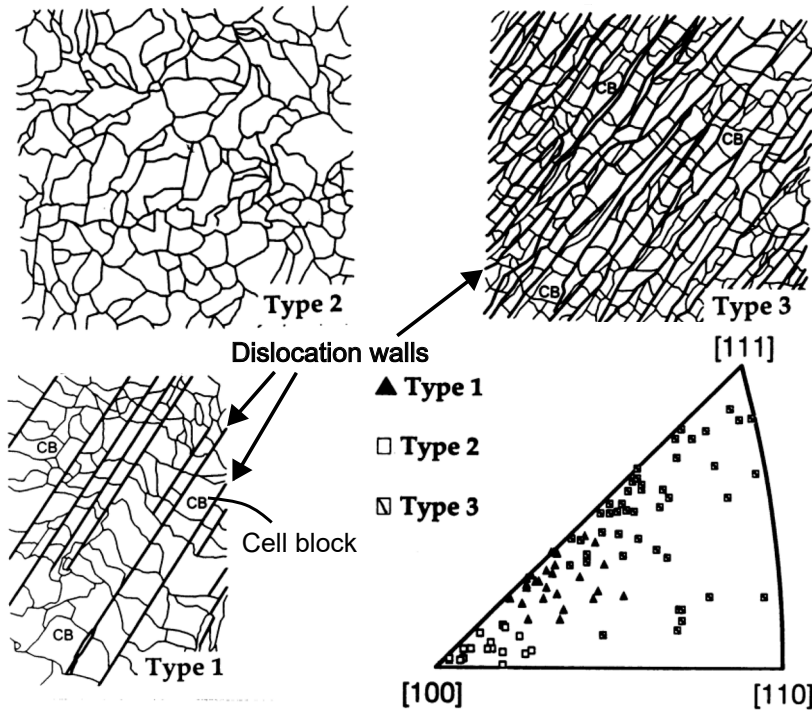 CB
CB
Type 2
CB
Type 3
Dislocation walls
[111]
Type 1
Type 2
Type 3
CB
CB
Cell block
CB
Type 1
[100]
[110]